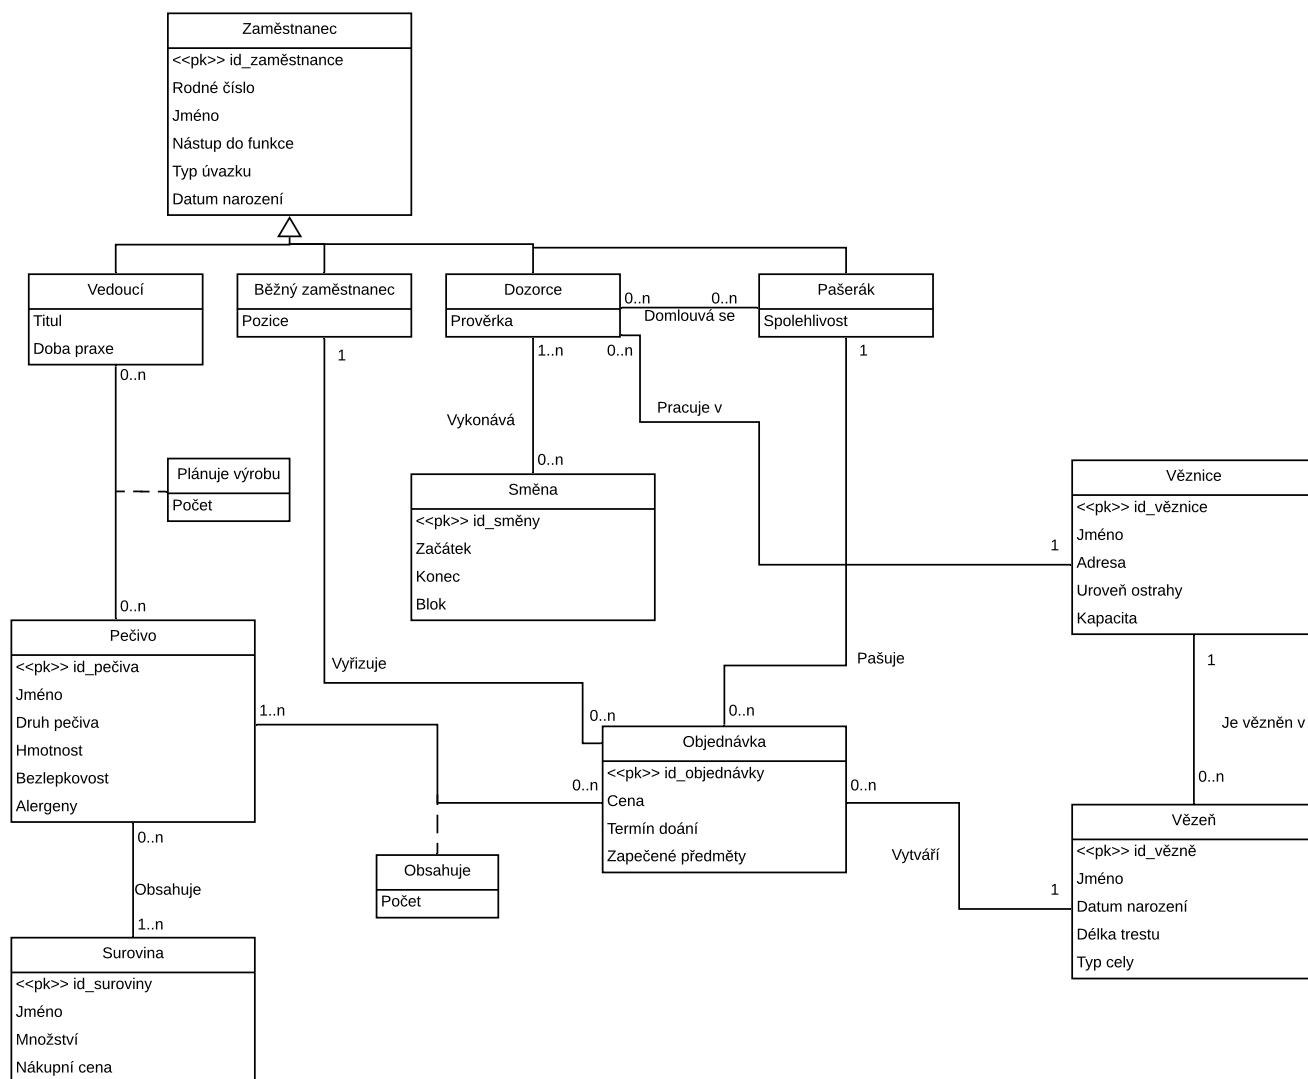 Zaměstnanec
<<pk>> id_zaměstnance
Rodné číslo
Jméno
Nástup do funkce
Typ úvazku
Datum narození
Vedoucí
Titul
Doba praxe
Běžný zaměstnanec
Pozice
Dozorce
Prověrka
Pašerák
Spolehlivost
0..n
0..n
Domlouvá se
0..n
1
1..n
0..n
1
Pracuje v
Vykonává
0..n
Plánuje výrobu
Počet
Směna
<<pk>> id_směny
Začátek
Konec
Blok
Věznice
<<pk>> id_věznice
Jméno
Adresa
Uroveň ostrahy
Kapacita
1
0..n
Pečivo
<<pk>> id_pečiva
Jméno
Druh pečiva
Hmotnost
Bezlepkovost
Alergeny
Vyřizuje
Pašuje
1
1..n
0..n
0..n
Je vězněn v
Objednávka
<<pk>> id_objednávky
Cena
Termín doání
Zapečené předměty
0..n
0..n
0..n
Vězeň
<<pk>> id_vězně
Jméno
Datum narození
Délka trestu
Typ cely
Vytváří
1
0..n
Obsahuje
1..n
Obsahuje
Počet
Surovina
<<pk>> id_suroviny
Jméno
Množství
Nákupní cena